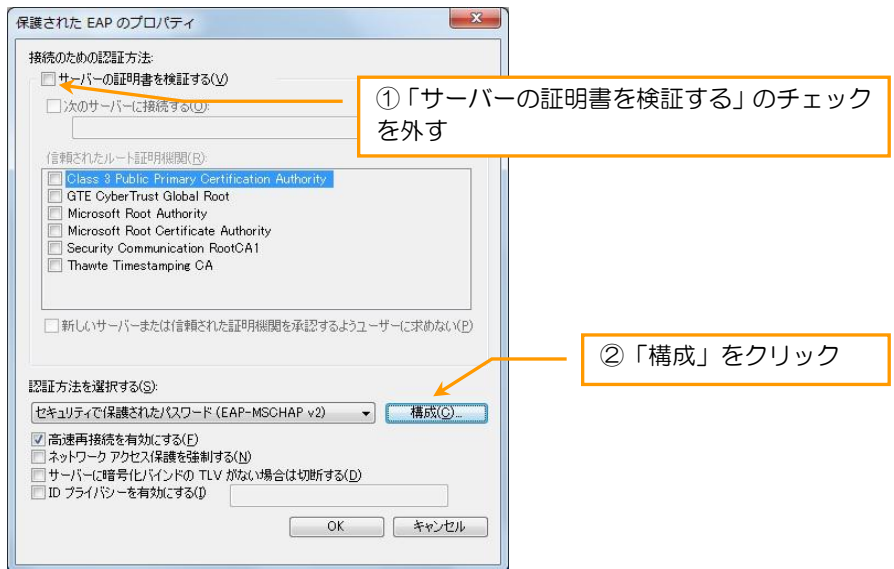 保護された EAP のプロパティ
接続のための認証方法:
サーバーの証明書を検証する(V)
次のサーバーに接続する(O):
信頼されたルート証明機関(R):
Class 3 Public Primary Certification Authority
GTE CyberTrust Global Root
Microsoft Root Authority
Microsoft Root Certificate Authority
Security Communication RootCA1
Thawte Timestamping CA
新しいサーバーまたは信頼された証明機関を承認するようユーザーに求めない(P)
認証方法を選択する(S):
セキュリティで保護されたパスワード (EAP-MSCHAP v2)
構成(C)...
高速再接続を有効にする(F)
ネットワーク アクセス保護を強制する(N)
サーバーに暗号化バインドの TLV がない場合は切断する(D)
ID プライバシーを有効にする(I)
OK
キャンセル
①「サーバーの証明書を検証する」のチェック
を外す
②「構成」をクリック